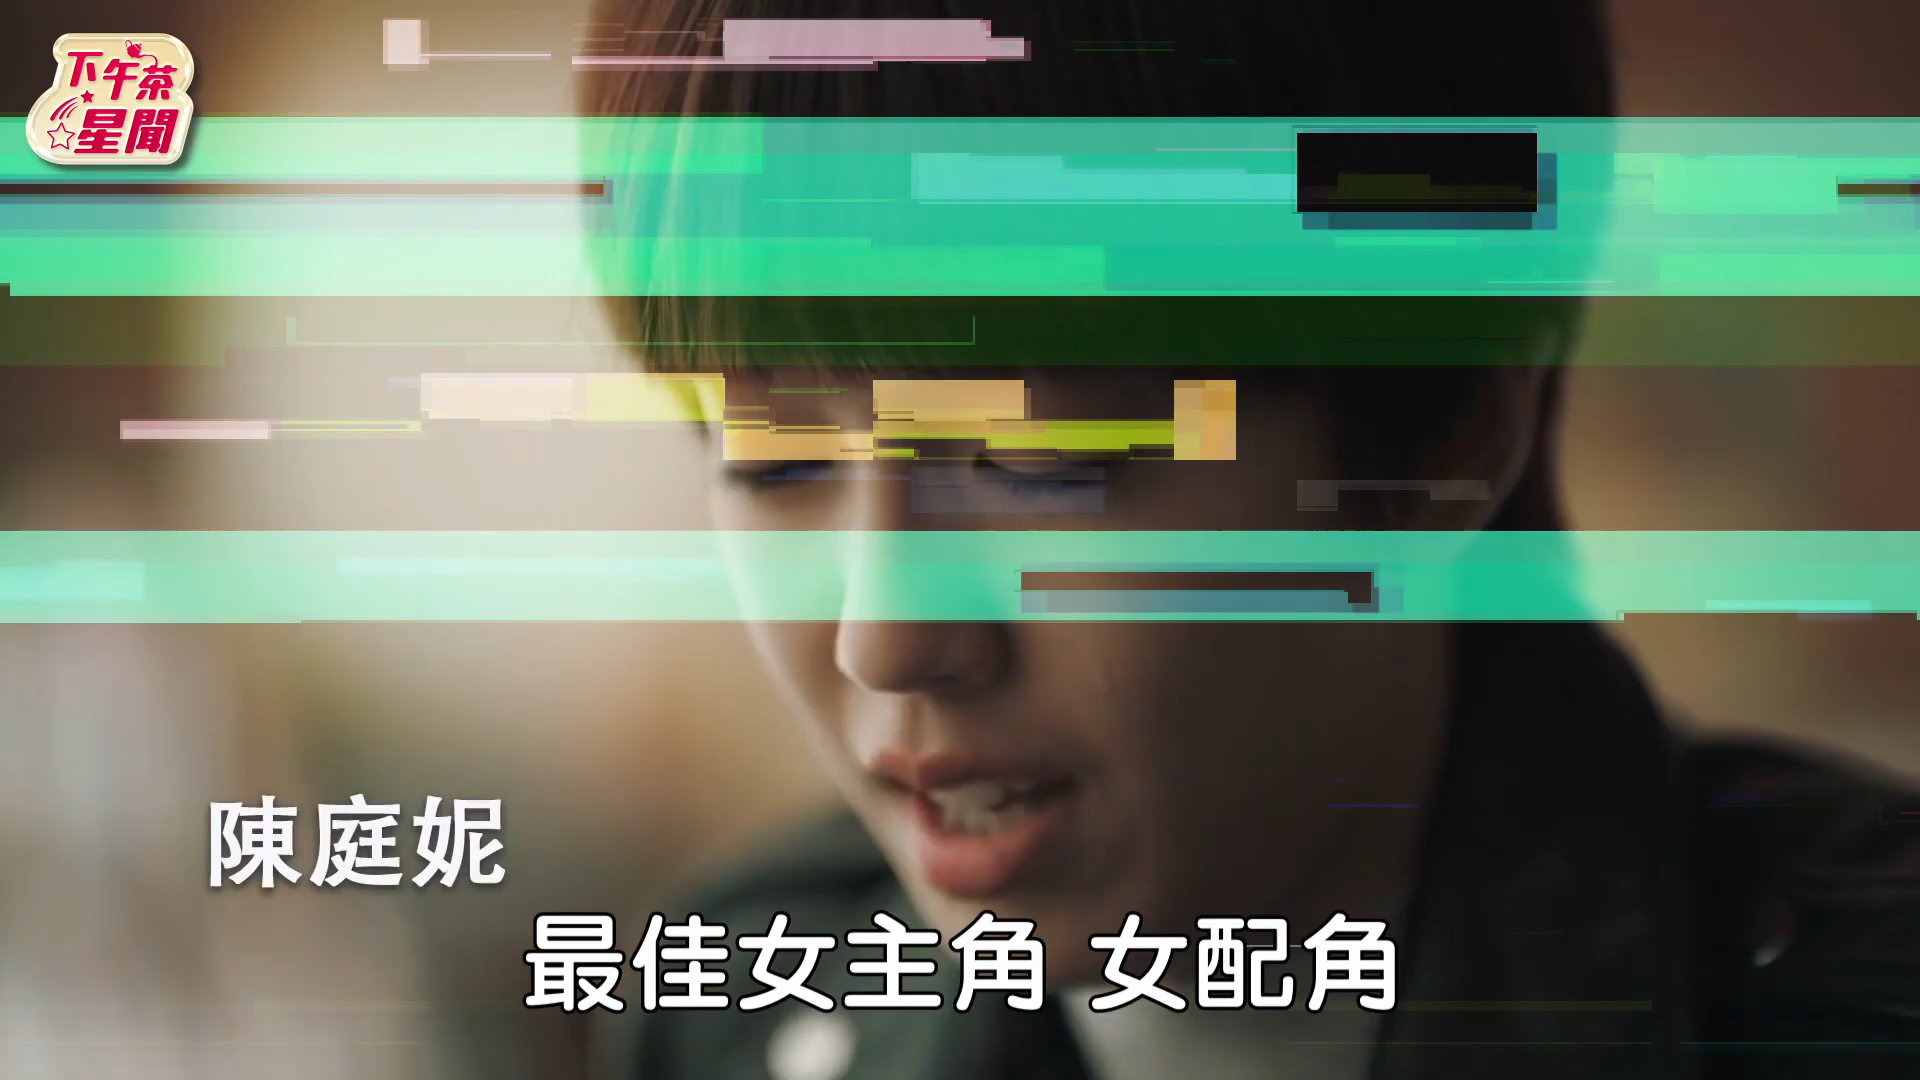 下午茶
星聞
陳庭妮
最佳女主角 女配角